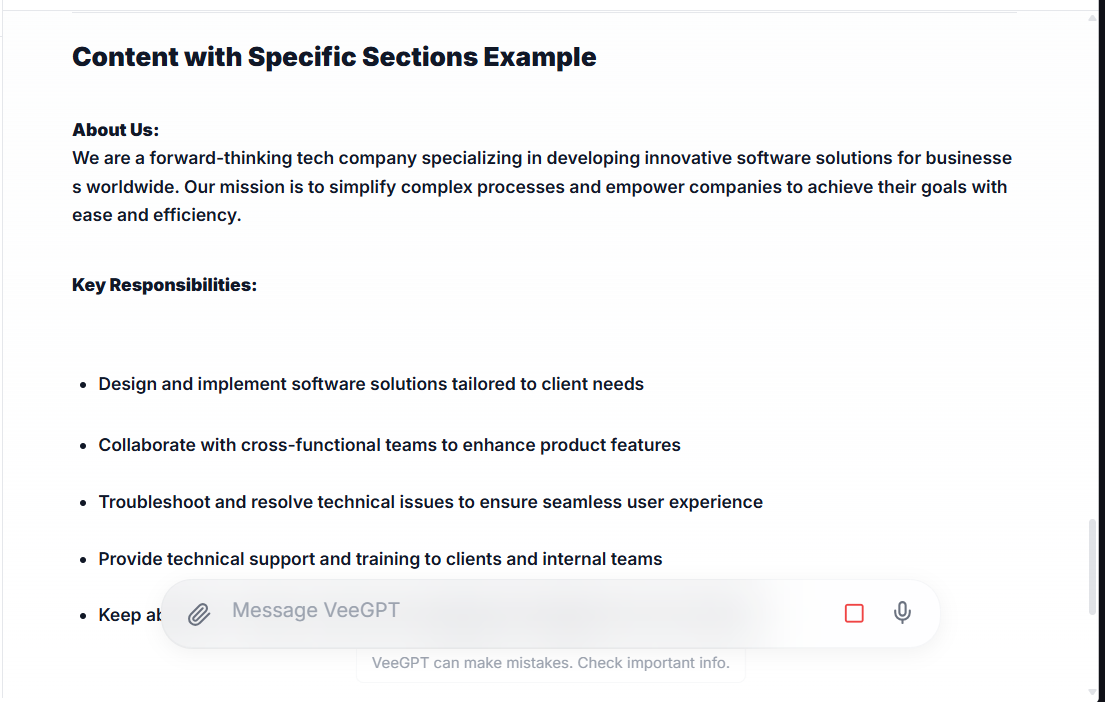 Content with Specific Sections Example
About Us:
We are a forward-thinking tech company specializing in developing innovative software solutions for businesse
s worldwide. Our mission is to simplify complex processes and empower companies to achieve their goals with
ease and efficiency.
Key Responsibilities:
• Design and implement software solutions tailored to client needs
• Collaborate with cross-functional teams to enhance product features
• Troubleshoot and resolve technical issues to ensure seamless user experience
• Provide technical support and training to clients and internal teams
• Keep
Message VeeGPT
VeeGPT can make mistakes. Check important info.